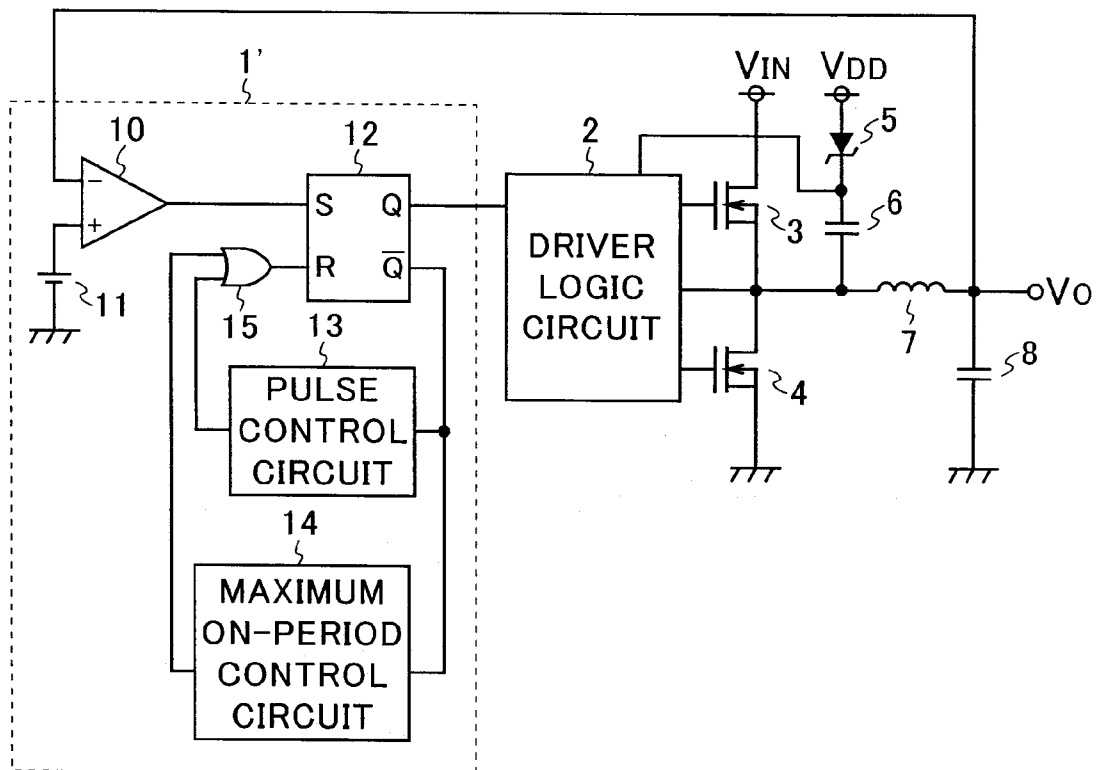 1'
VIN
VDD
10
12
2
5
−
+
S Q
R Q̅
3
6
DRIVER
LOGIC
CIRCUIT
11
15
13
7
VO
8
4
PULSE
CONTROL
CIRCUIT
14
MAXIMUM
ON-PERIOD
CONTROL
CIRCUIT